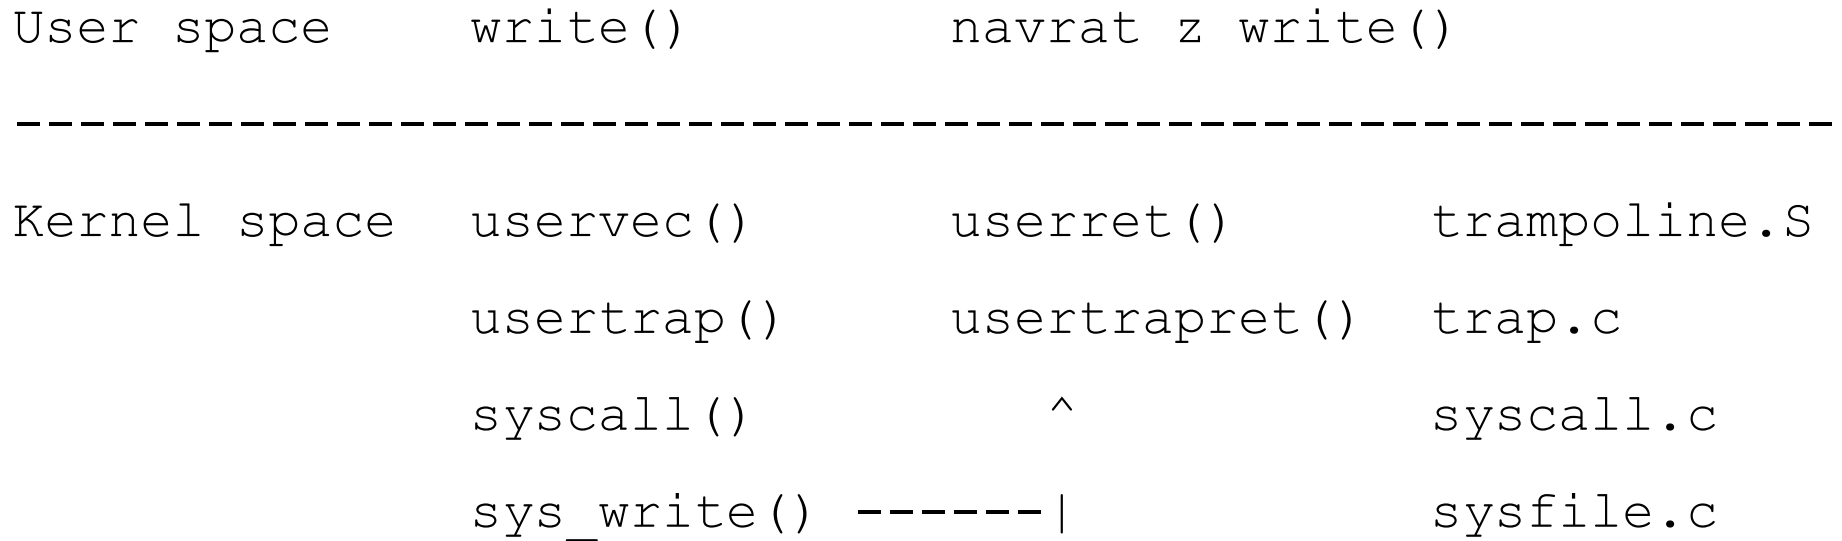 User space write() navrat z write()
---------------------------------------------------------
Kernel space uservec() userret() trampoline.S
usertrap() usertrapret() trap.c
syscall() ^ syscall.c
sys_write() ------| sysfile.c